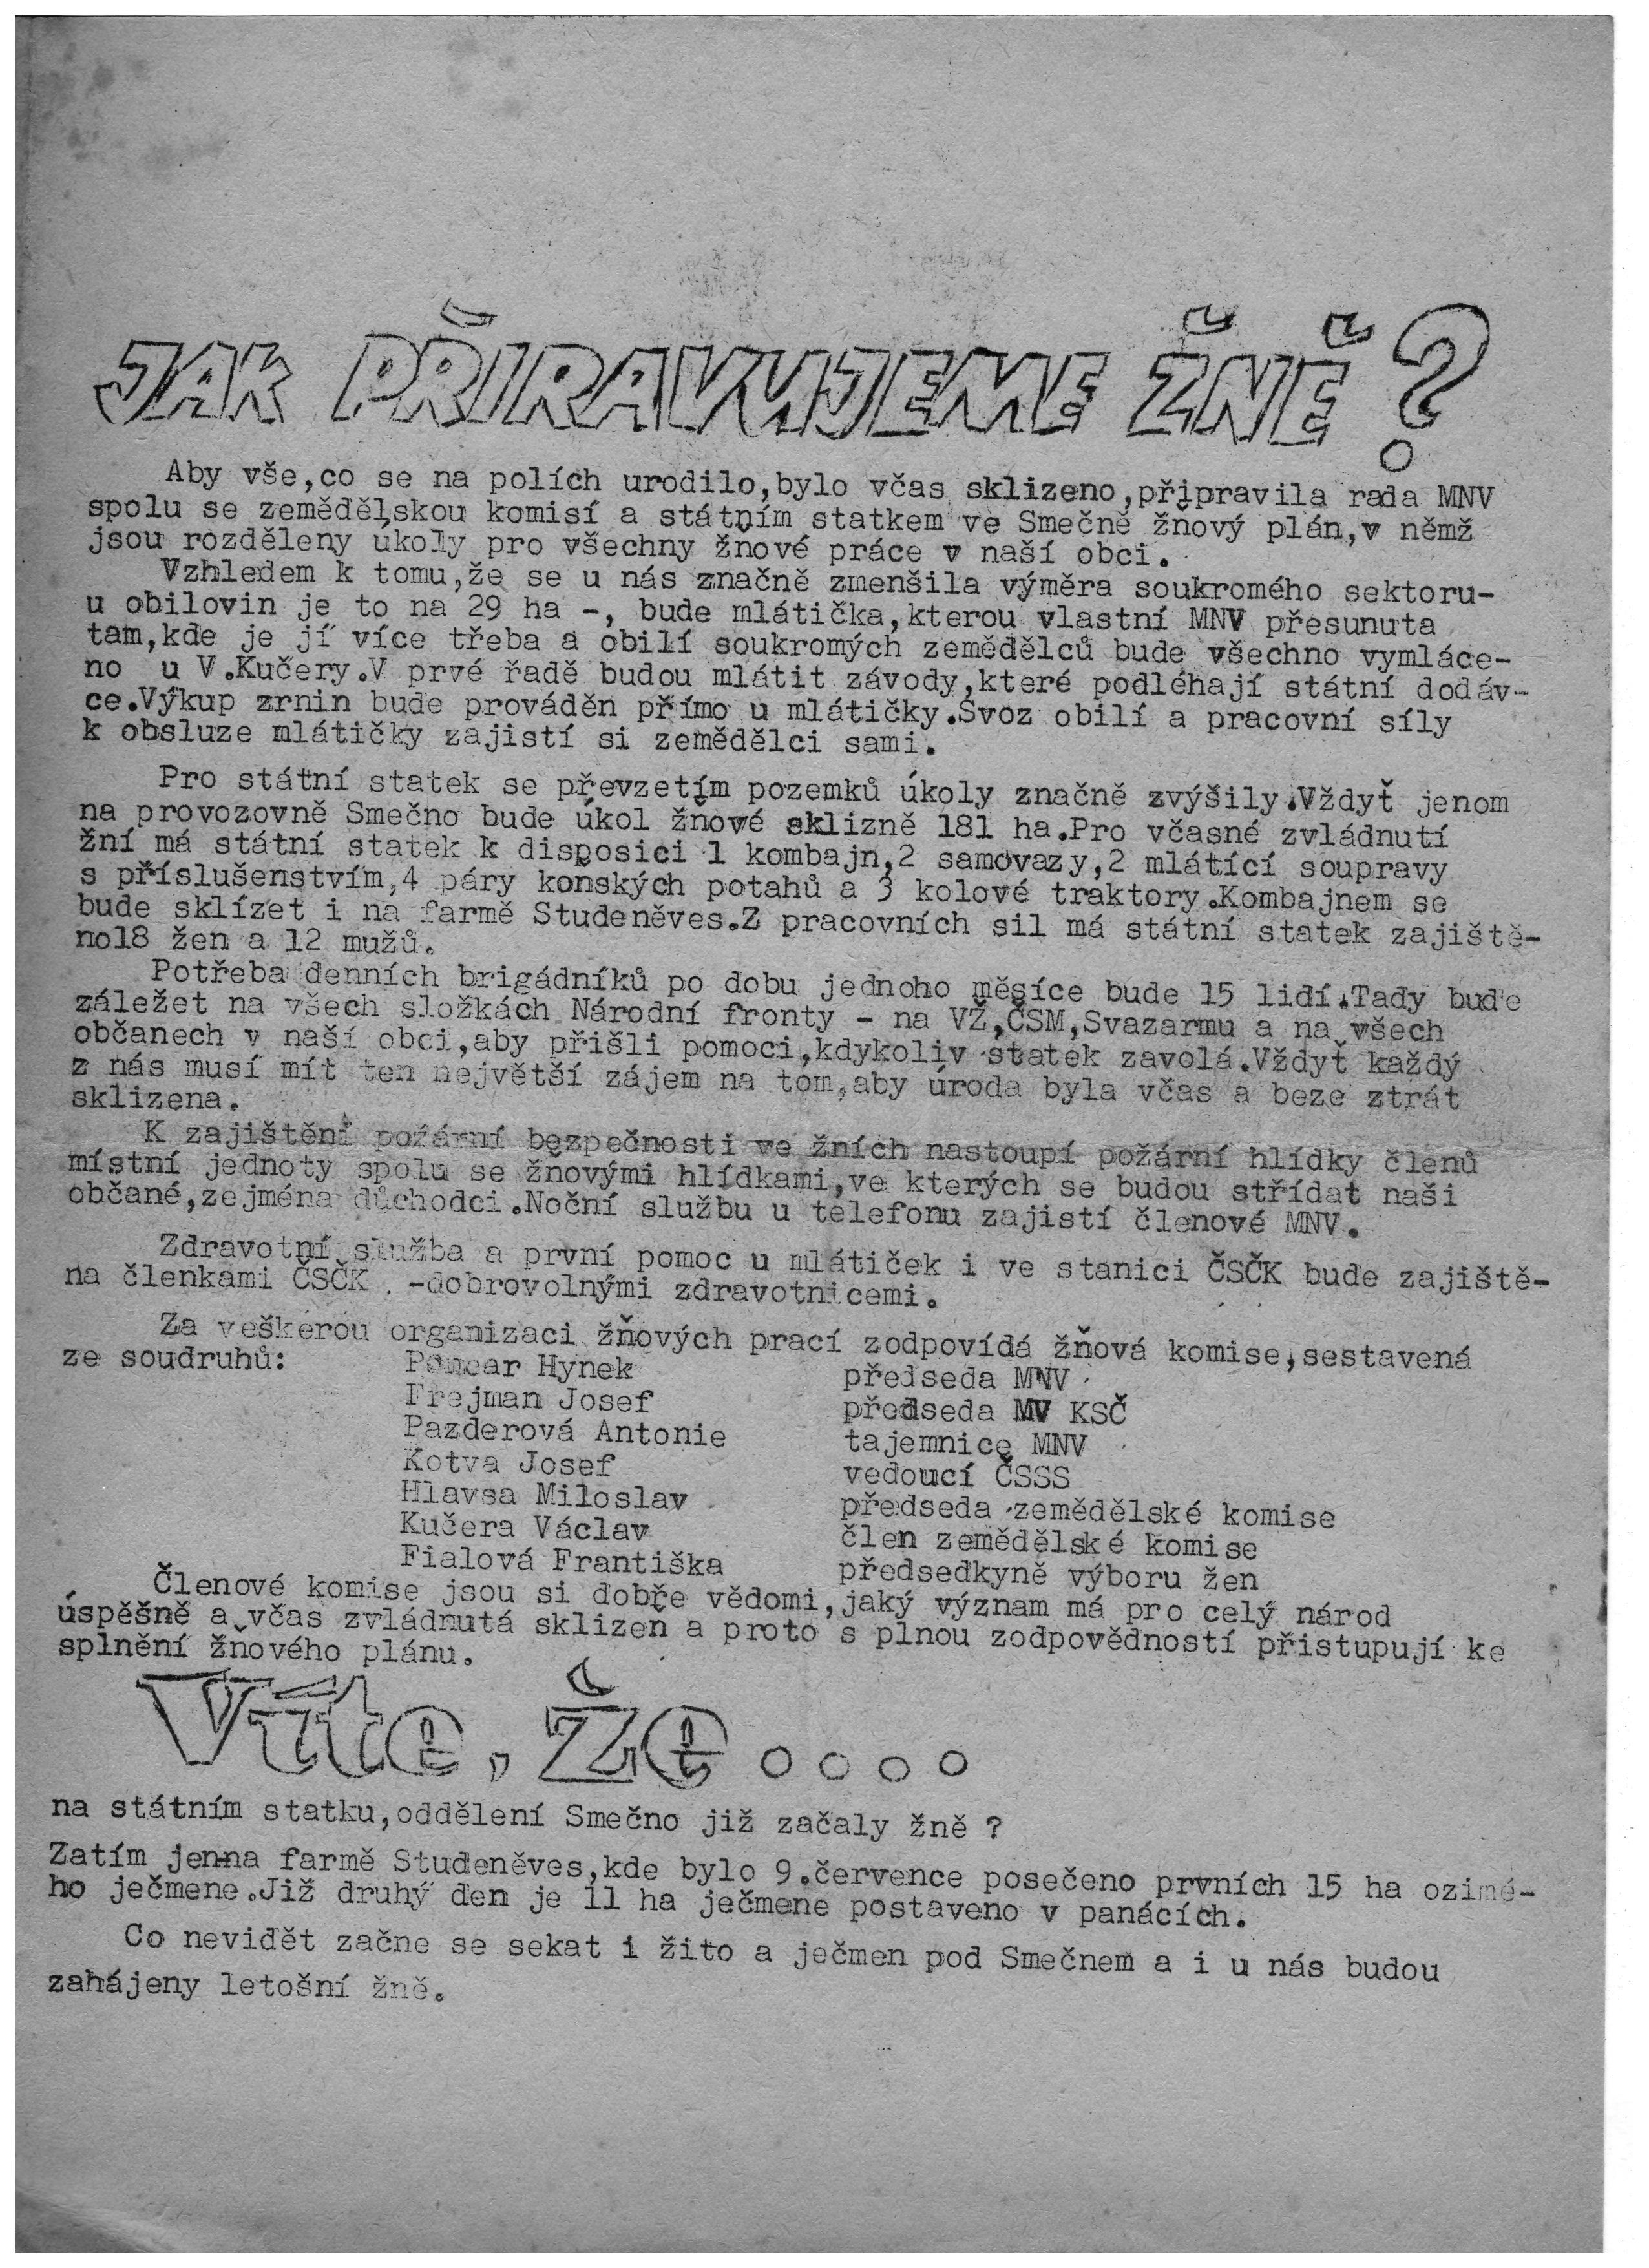 JAK PŘIRAVUJEME ŽNĚ?
Aby vše,co se na polích urodilo,bylo včas sklizeno,připravila rada MNV
spolu se zemědělskou komisí a státním statkem ve Smečně žňový plán,v němž
jsou rozděleny ukoly pro všechny žnové práce v naší obci.
Vzhledem k tomu,že se u nás značně zmenšila výměra soukromého sektoru-
u obilovin je to na 29 ha -, bude mlátička,kterou vlastní MNV přesunuta
tam,kde je jí více třeba a obilí soukromých zemědělců bude všechno vymláce-
no u V.Kučery.V prvé řadě budou mlátit závody,které podléhají státní dodáv-
ce.Výkup zrnin bude prováděn přímo u mlátičky.Svoz obilí a pracovní síly
k obsluze mlátičky zajistí si zemědělci sami.
Pro státní statek se převzetím pozemků úkoly značně zvýšily.Vždyť jenom
na provozovně Smečno bude úkol žňové sklizně 181 ha.Pro včasné zvládnutí
žní má státní statek k disposici 1 kombajn,2 samovazy,2 mlátící soupravy
s příslušenstvím,4 páry konských potahů a 3 kolové traktory.Kombajnem se
bude sklízet i na farmě Studeněves.Z pracovních sil má státní statek zajiště-
no18 žen a 12 mužů.
Potřeba denních brigádníků po dobu jednoho měsíce bude 15 lidí.Tady bude
záležet na všech složkách Národní fronty - na VŽ,ČSM,Svazarmu a na všech
občanech v naší obci,aby přišli pomoci,kdykoliv statek zavolá.Vždyť každý
z nás musí mít ten největší zájem na tom,aby úroda byla včas a beze ztrát
sklizena.
K zajištění požární bezpečnosti ve žních nastoupí požární hlídky členů
místní jednoty spolu se žnovými hlídkami,ve kterých se budou střídat naši
občané,zejména důchodci.Noční službu u telefonu zajistí členové MNV.
Zdravotní služba a první pomoc u mlátiček i ve stanici ČSČK bude zajiště-
na členkami ČSČK -dobrovolnými zdravotnicemi.
Za veškerou organizaci žňových prací zodpovídá žňová komise,sestavená
ze soudruhů: Hynek předseda MNV
Frejman Josef předseda MV KSČ
Pazderová Antonie tajemnice MNV
Kotva Josef vedoucí ČSSS
Hlavsa Miloslav předseda zemědělské komise
Kučera Václav člen zemědělské komise
Fialová Františka předsedkyně výboru žen
Členové komise jsou si dobře vědomi,jaký význam má pro celý národ
úspěšně a včas zvládnutá sklizeň a proto s plnou zodpovědností přistupují ke
splnění žňového plánu.
Víte, že....
na státním statku,oddělení Smečno již začaly žně ?
Zatím jen-na farmě Studeněves,kde bylo 9.července posečeno prvních 15 ha ozimé-
ho ječmene.Již druhý den je 11 ha ječmene postaveno v panácích.
Co nevidět začne se sekat i žito a ječmen pod Smečnem a i u nás budou
zahájeny letošní žně.